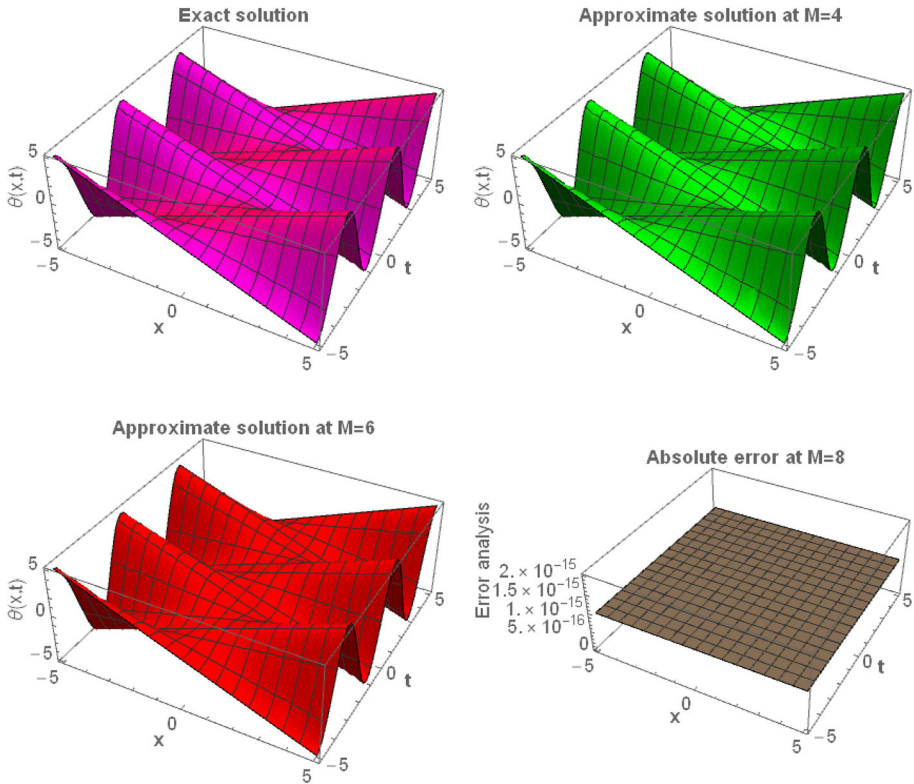 Exact solution
5
0
−5
θ(x,t)
−5
0
5
x
−5
0
5
t
Approximate solution at M=4
5
0
−5
θ(x,t)
−5
0
5
x
−5
0
5
t
Approximate solution at M=6
5
0
−5
θ(x,t)
−5
0
5
x
−5
0
5
t
Absolute error at M=8
Error analysis
2.×10⁻¹⁵
1.5×10⁻¹⁵
1.×10⁻¹⁵
5.×10⁻¹⁶
0
−5
0
5
x
−5
0
5
t